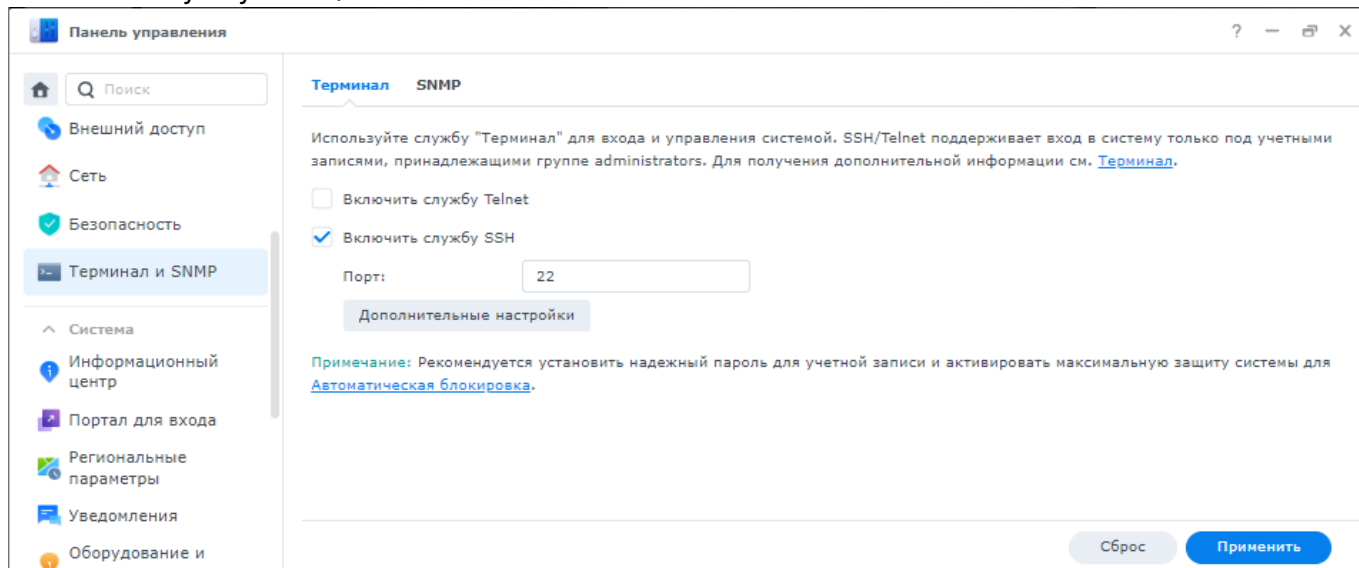 Панель управления
?
Поиск
Внешний доступ
Сеть
Безопасность
Терминал и SNMP
Система
Информационный
центр
Портал для входа
Региональные
параметры
Уведомления
Оборудование и
Терминал SNMP
Используйте службу "Терминал" для входа и управления системой. SSH/Telnet поддерживает вход в систему только под учетными
записями, принадлежащими группе administrators. Для получения дополнительной информации см. Терминал.
Включить службу Telnet
Включить службу SSH
Порт: 22
Дополнительные настройки
Примечание: Рекомендуется установить надежный пароль для учетной записи и активировать максимальную защиту системы для
Автоматическая блокировка.
Сброс Применить